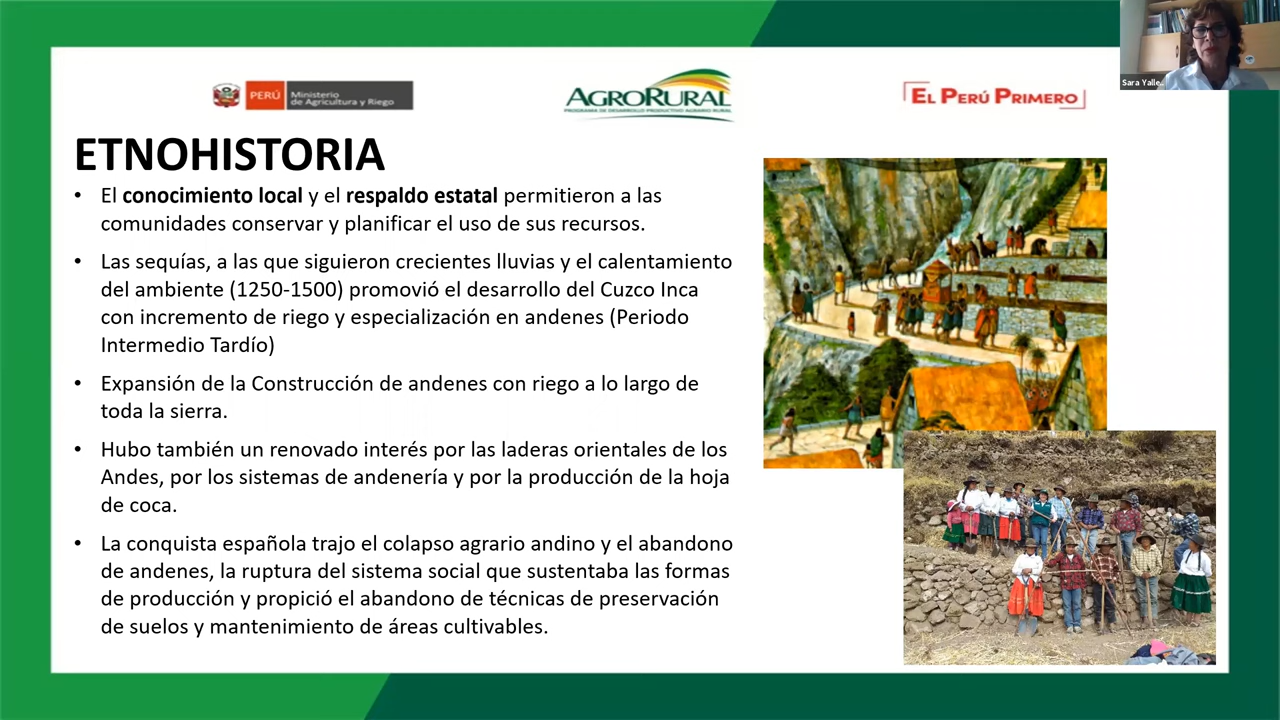 Sara Yalle..
PERÚ
Ministerio
de Agricultura y Riego
AGRORURAL
PROGRAMA DE DESARROLLO PRODUCTIVO AGRARIO RURAL
EL PERÚ PRIMERO
ETNOHISTORIA
• El conocimiento local y el respaldo estatal permitieron a las
comunidades conservar y planificar el uso de sus recursos.
• Las sequías, a las que siguieron crecientes lluvias y el calentamiento
del ambiente (1250-1500) promovió el desarrollo del Cuzco Inca
con incremento de riego y especialización en andenes (Periodo
Intermedio Tardío)
• Expansión de la Construcción de andenes con riego a lo largo de
toda la sierra.
• Hubo también un renovado interés por las laderas orientales de los
Andes, por los sistemas de andenería y por la producción de la hoja
de coca.
• La conquista española trajo el colapso agrario andino y el abandono
de andenes, la ruptura del sistema social que sustentaba las formas
de producción y propició el abandono de técnicas de preservación
de suelos y mantenimiento de áreas cultivables.